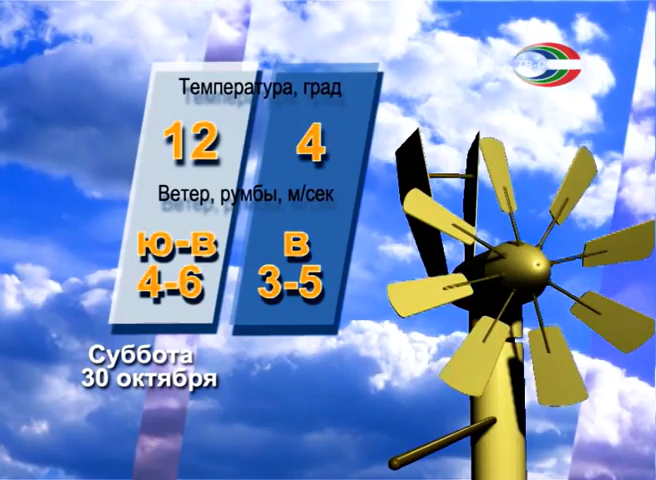 Температура, град
12 4
Ветер, румбы, м/сек
ю-в в
4-6 3-5
Суббота
30 октября